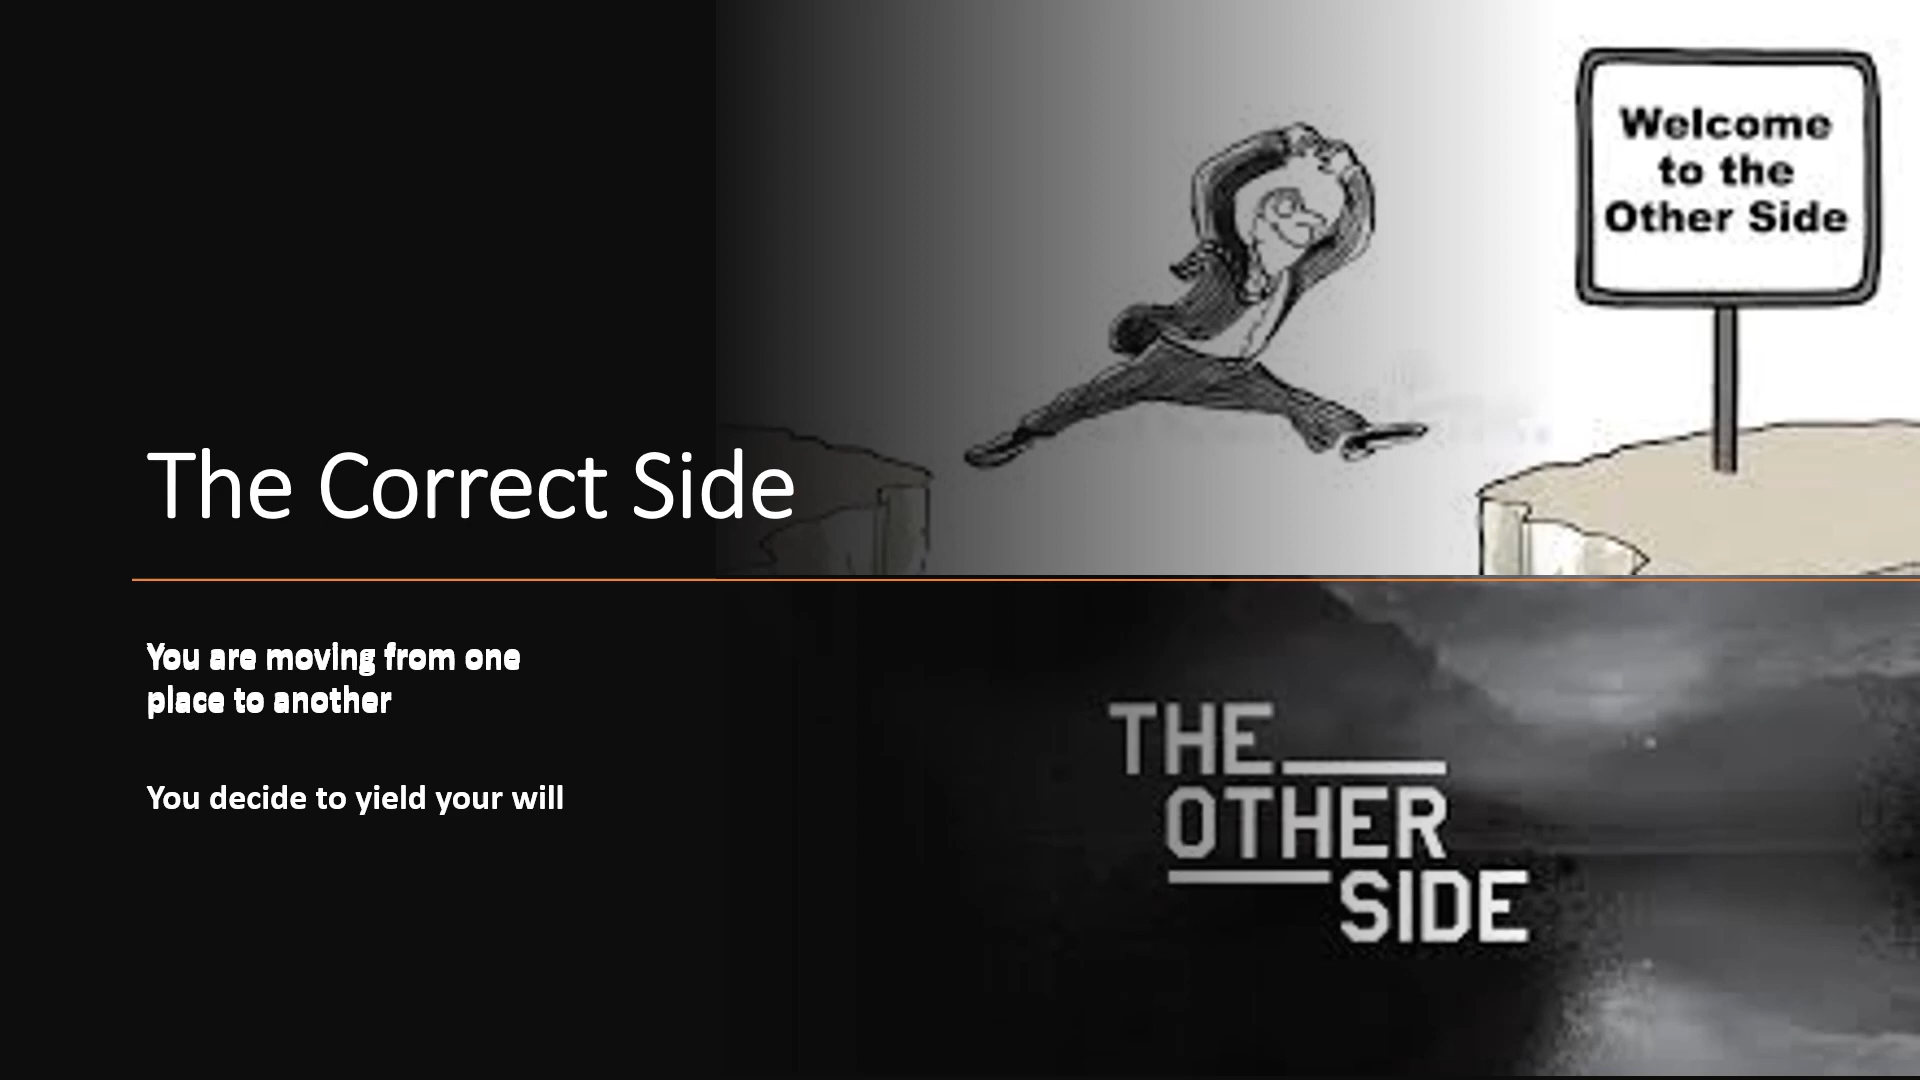 Welcome
to the
Other Side
The Correct Side
You are moving from one
place to another
You decide to yield your will
THE
OTHER
SIDE